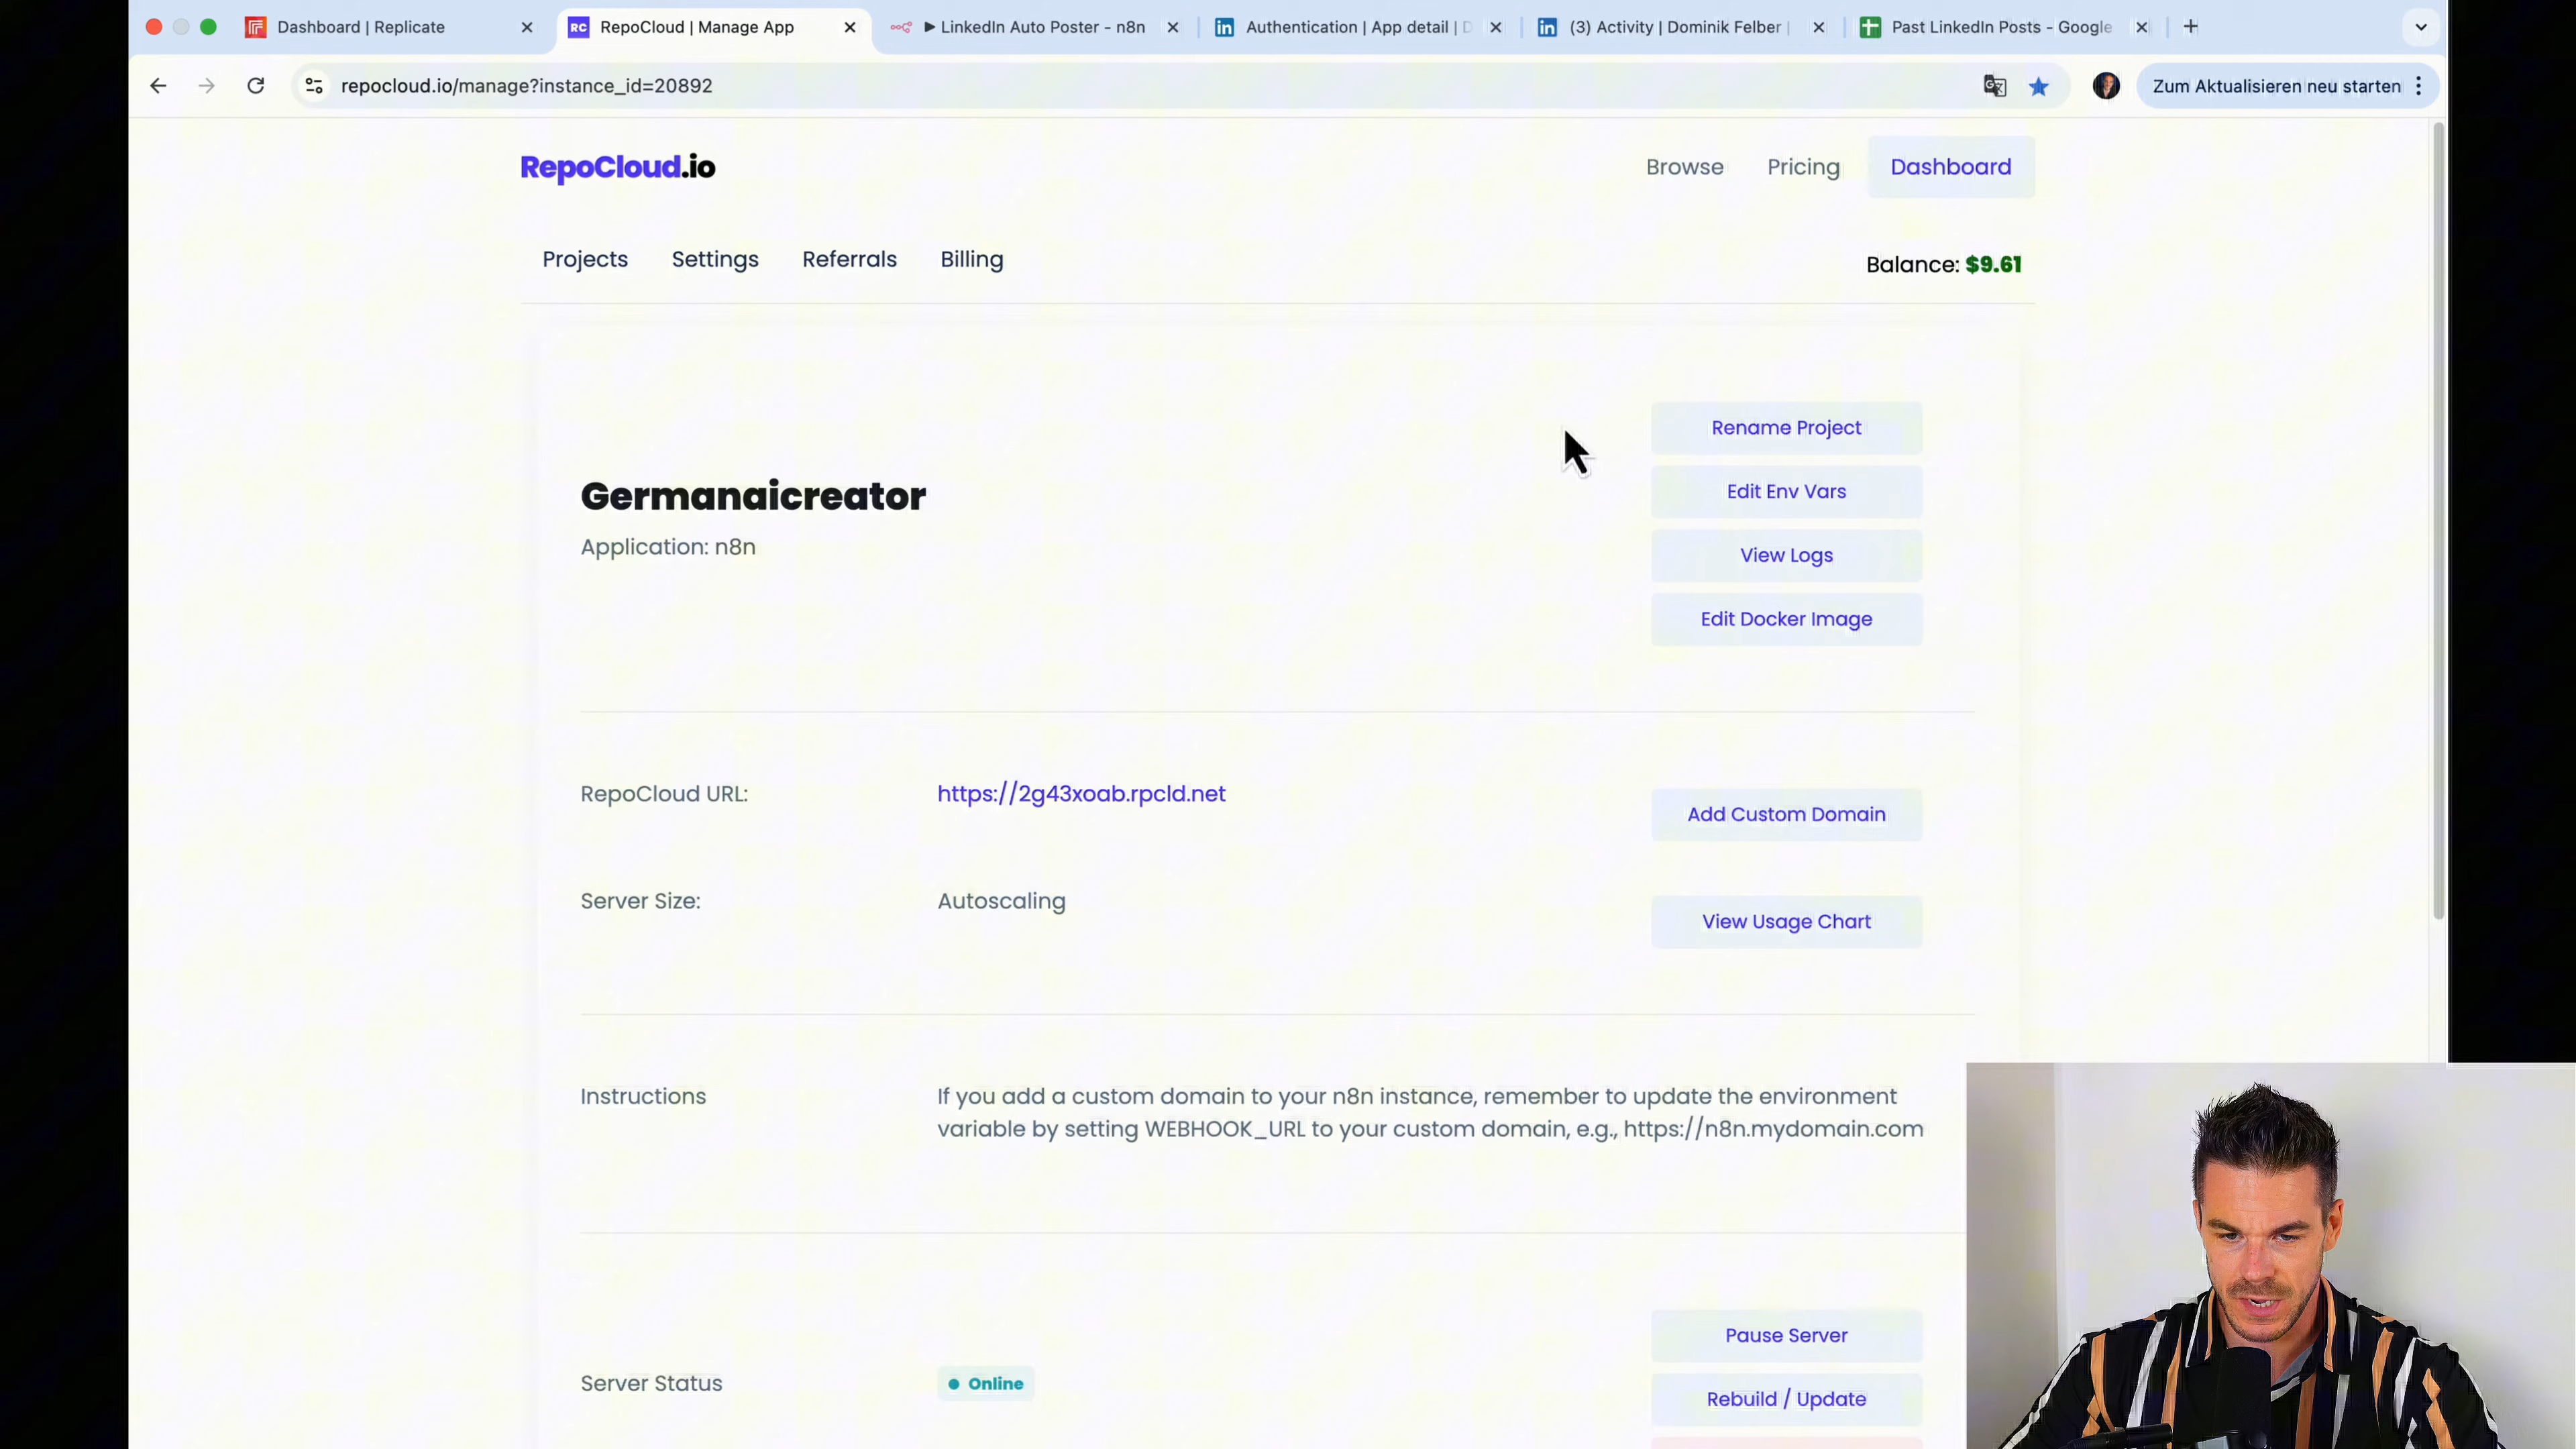 Dashboard | Replicate
RC RepoCloud | Manage App
▶ LinkedIn Auto Poster - n8n
in Authentication | App detail | D
in (3) Activity | Dominik Felber |
Past LinkedIn Posts - Google
repocloud.io/manage?instance_id=20892
Zum Aktualisieren neu starten
RepoCloud.io
Browse
Pricing
Dashboard
Projects
Settings
Referrals
Billing
Balance: $9.61
Rename Project
Edit Env Vars
Germanaicreator
Application: n8n
View Logs
Edit Docker Image
RepoCloud URL:
https://2g43xoab.rpcld.net
Add Custom Domain
Server Size:
Autoscaling
View Usage Chart
Instructions
If you add a custom domain to your n8n instance, remember to update the environment
variable by setting WEBHOOK_URL to your custom domain, e.g., https://n8n.mydomain.com
Pause Server
Server Status
Online
Rebuild / Update